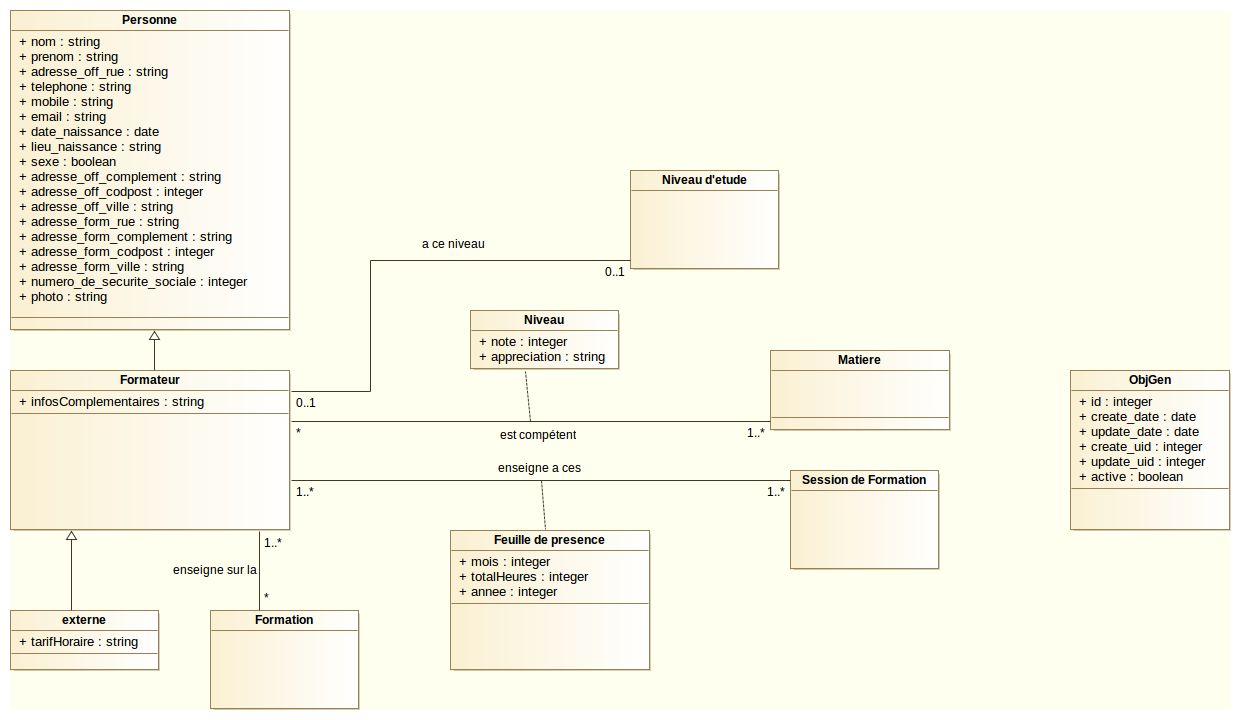 Personne
+ nom : string
+ prenom : string
+ adresse_off_rue : string
+ telephone : string
+ mobile : string
+ email : string
+ date_naissance : date
+ lieu_naissance : string
+ sexe : boolean
+ adresse_off_complement : string
+ adresse_off_codpost : integer
+ adresse_off_ville : string
+ adresse_form_rue : string
+ adresse_form_complement : string
+ adresse_form_codpost : integer
+ adresse_form_ville : string
+ numero_de_securite_sociale : integer
+ photo : string
Niveau d'etude
a ce niveau
0..1
Niveau
+ note : integer
+ appreciation : string
Matiere
Formateur
+ infosComplementaires : string
0..1
*
est compétent
1..*
enseigne a ces
1..*
1..*
Session de Formation
ObjGen
+ id : integer
+ create_date : date
+ update_date : date
+ create_uid : integer
+ update_uid : integer
+ active : boolean
1..*
enseigne sur la
*
Feuille de presence
+ mois : integer
+ totalHeures : integer
+ annee : integer
externe
+ tarifHoraire : string
Formation